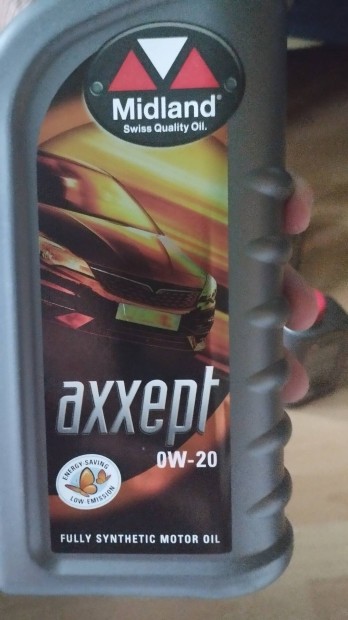 Midland®
Swiss Quality Oil.
axxept
0W-20
ENERGY-SAVING
LOW-EMISSION
FULLY SYNTHETIC MOTOR OIL